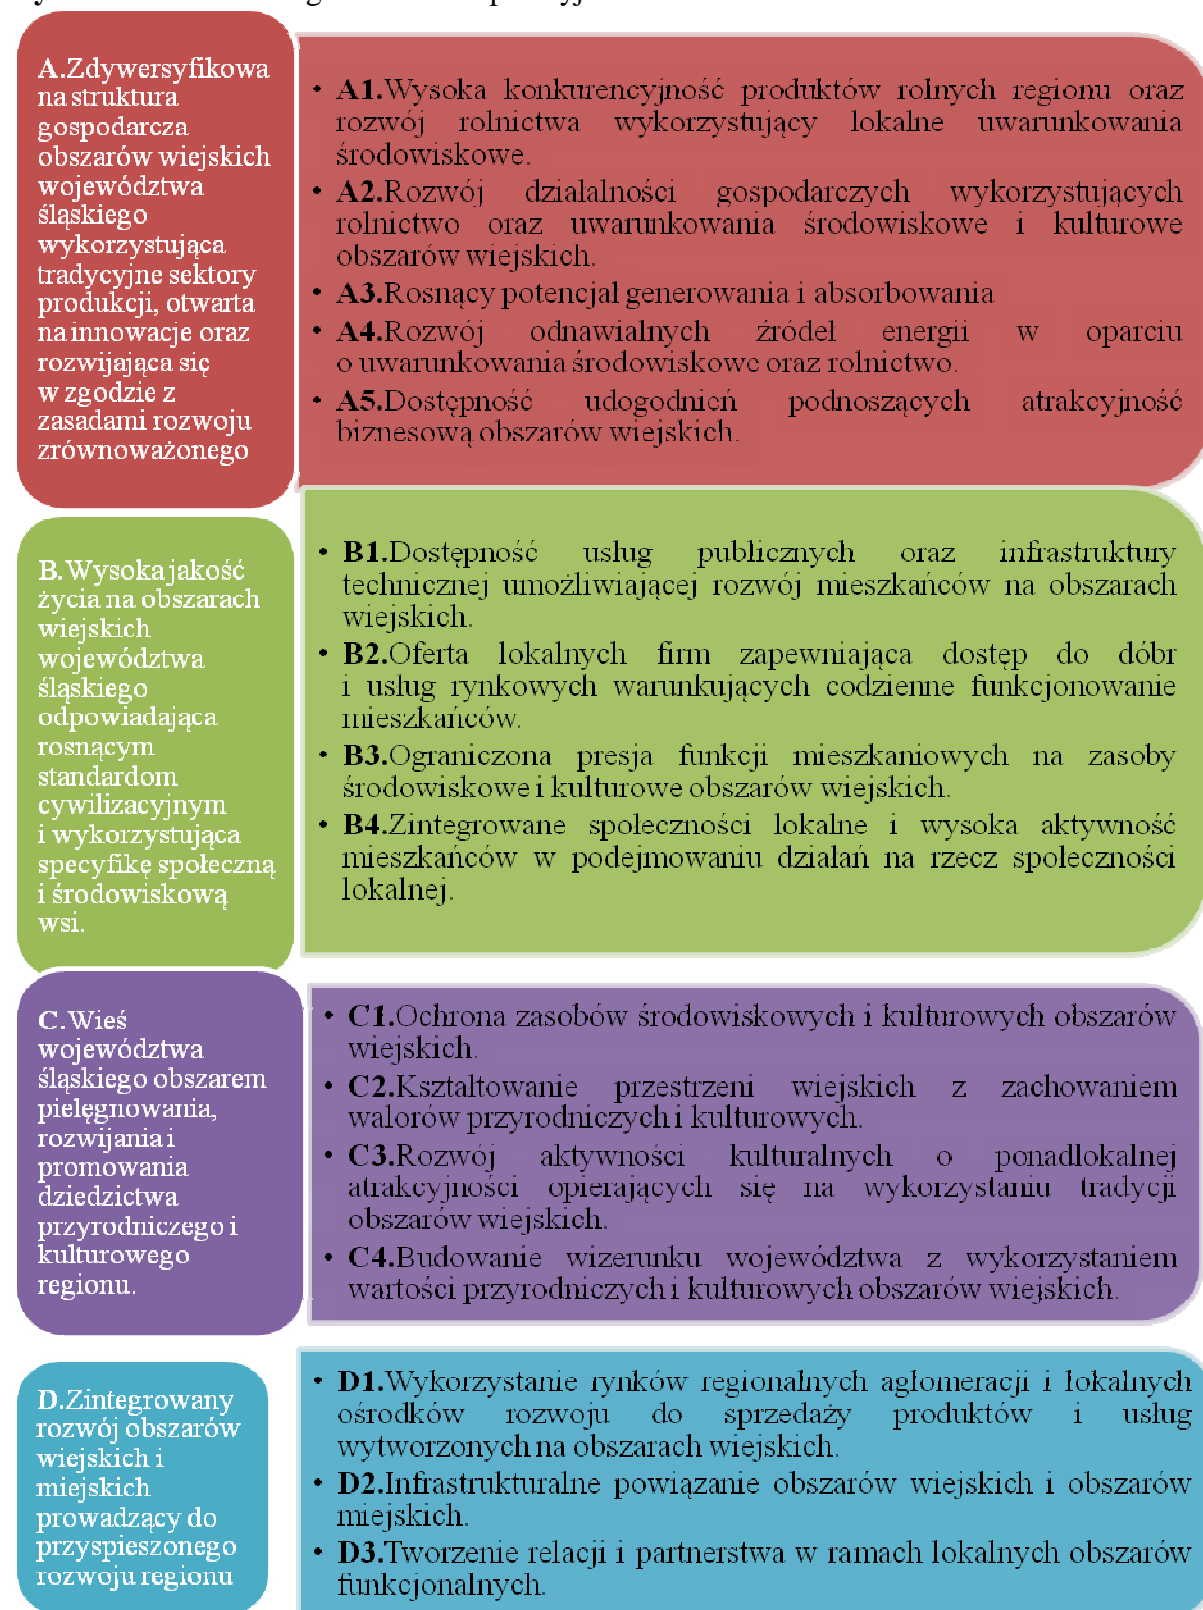 A.Zdywersyfikowa
na struktura
gospodarcza
obszarów wiejskich
województwa
śląskiego
wykorzystująca
tradycyjne sektory
produkcji, otwarta
na innowacje oraz
rozwijająca się
w zgodzie z
zasadami rozwoju
zrównoważonego
• A1.Wysoka konkurencyjność produktów rolnych regionu oraz
rozwój rolnictwa wykorzystujący lokalne uwarunkowania
środowiskowe.
• A2.Rozwój działalności gospodarczych wykorzystujących
rolnictwo oraz uwarunkowania środowiskowe i kulturowe
obszarów wiejskich.
• A3.Rosnący potencjał generowania i absorbowania
• A4.Rozwój odnawialnych źródeł energii w oparciu
o uwarunkowania środowiskowe oraz rolnictwo.
• A5.Dostępność udogodnień podnoszących atrakcyjność
biznesową obszarów wiejskich.
B.Wysoka jakość
życia na obszarach
wiejskich
województwa
śląskiego
odpowiadająca
rosnącym
standardom
cywilizacyjnym
i wykorzystująca
specyfikę społeczną
i środowiskową
wsi.
• B1.Dostępność usług publicznych oraz infrastruktury
technicznej umożliwiającej rozwój mieszkańców na obszarach
wiejskich.
• B2.Oferta lokalnych firm zapewniająca dostęp do dóbr
i usług rynkowych warunkujących codzienne funkcjonowanie
mieszkańców.
• B3.Ograniczona presja funkcji mieszkaniowych na zasoby
środowiskowe i kulturowe obszarów wiejskich.
• B4.Zintegrowane społeczności lokalne i wysoka aktywność
mieszkańców w podejmowaniu działań na rzecz społeczności
lokalnej.
C.Wieś
województwa
śląskiego obszarem
pielęgnowania,
rozwijania i
promowania
dziedzictwa
przyrodniczego i
kulturowego
regionu.
• C1.Ochrona zasobów środowiskowych i kulturowych obszarów
wiejskich.
• C2.Kształtowanie przestrzeni wiejskich z zachowaniem
walorów przyrodniczych i kulturowych.
• C3.Rozwój aktywności kulturalnych o ponadlokalnej
atrakcyjności opierających się na wykorzystaniu tradycji
obszarów wiejskich.
• C4.Budowanie wizerunku województwa z wykorzystaniem
wartości przyrodniczych i kulturowych obszarów wiejskich.
D.Zintegrowany
rozwój obszarów
wiejskich i
miejskich
prowadzący do
przyspieszonego
rozwoju regionu
• D1.Wykorzystanie rynków regionalnych aglomeracji i lokalnych
ośrodków rozwoju do sprzedaży produktów i usług
wytworzonych na obszarach wiejskich.
• D2.Infrastrukturalne powiązanie obszarów wiejskich i obszarów
miejskich.
• D3.Tworzenie relacji i partnerstwa w ramach lokalnych obszarów
funkcjonalnych.